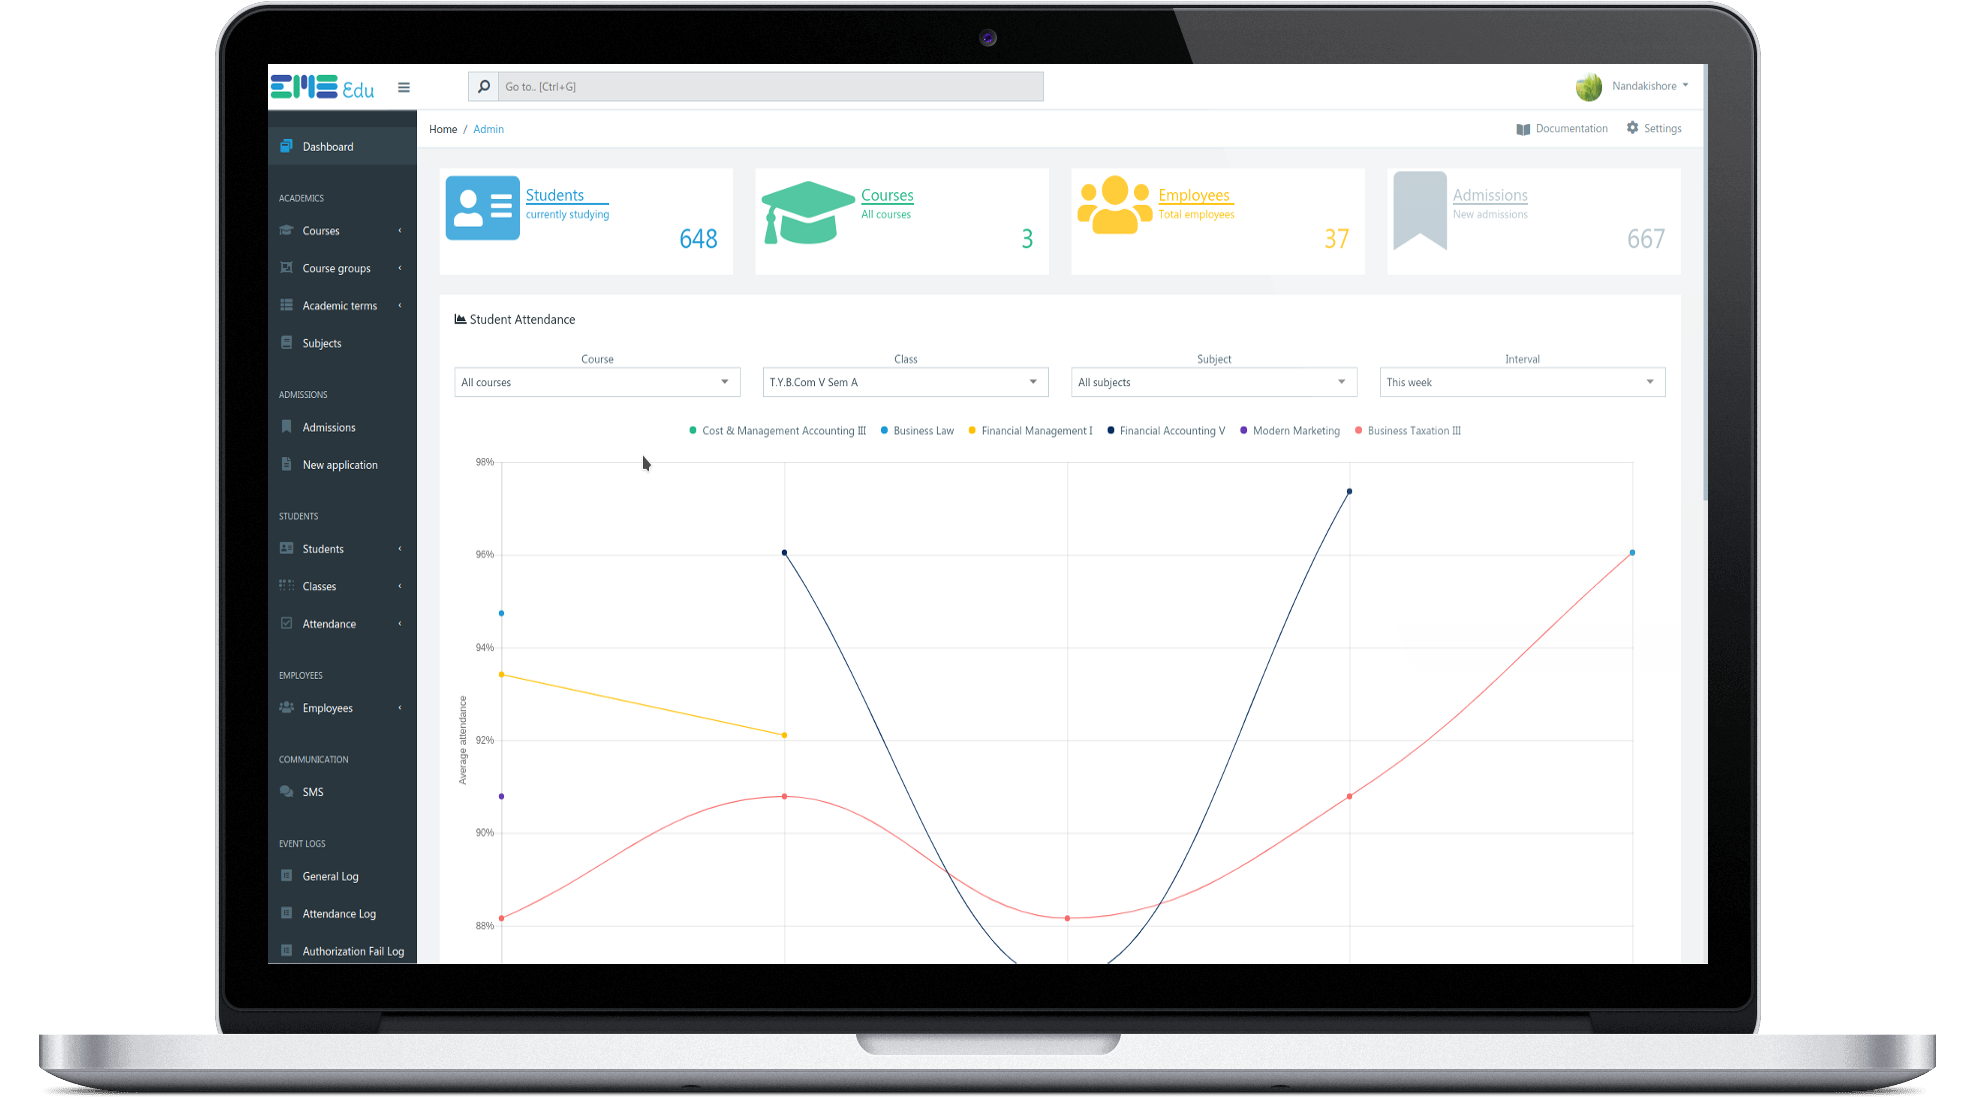 EME Edu
Go to.. [Ctrl+G]
Nandakishore
Home / Admin
Documentation
Settings
Dashboard
ACADEMICS
Courses
Course groups
Academic terms
Subjects
ADMISSIONS
Admissions
New application
STUDENTS
Students
Classes
Attendance
EMPLOYEES
Employees
COMMUNICATION
SMS
EVENT LOGS
General Log
Attendance Log
Authorization Fail Log
Students
currently studying
648
Courses
All courses
3
Employees
Total employees
37
Admissions
New admissions
667
Student Attendance
Course
All courses
Class
T.Y.B.Com V Sem A
Subject
All subjects
Interval
This week
Cost & Management Accounting III
Business Law
Financial Management I
Financial Accounting V
Modern Marketing
Business Taxation III
98%
96%
94%
92%
90%
88%
Average attendance